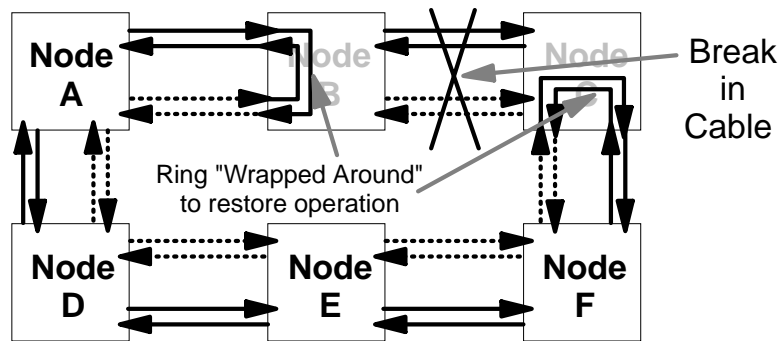 Node
A
Node
B
Node
C
Break
in
Cable
Ring "Wrapped Around"
to restore operation
Node
D
Node
E
Node
F